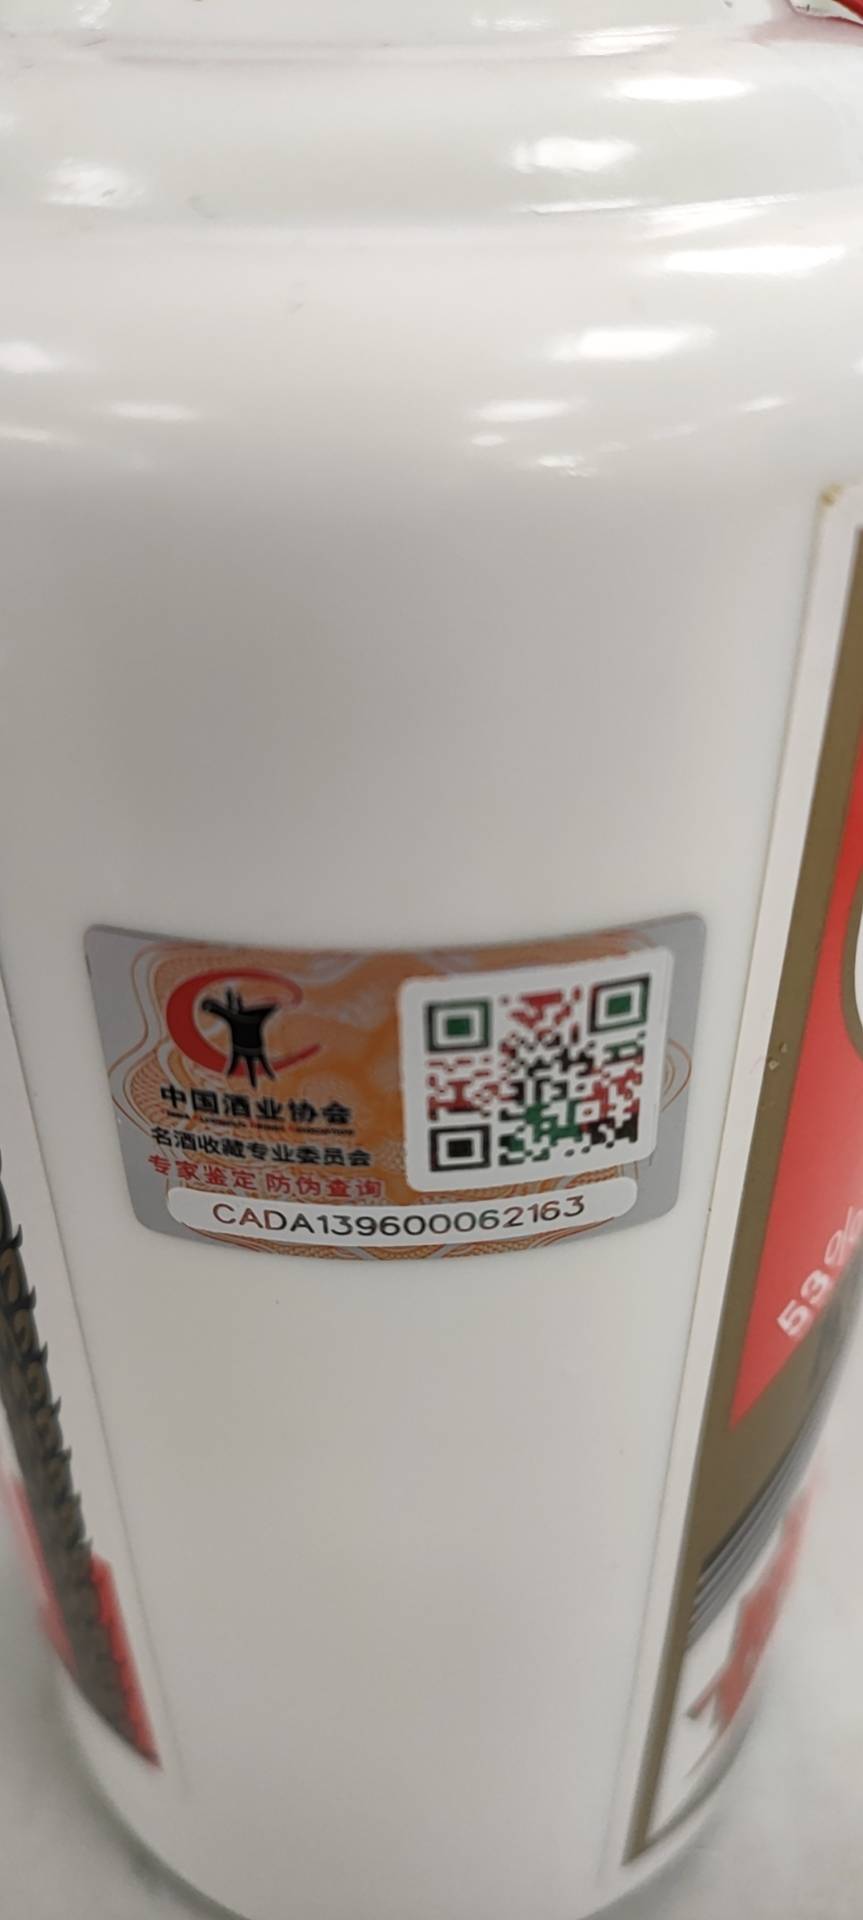 中国酒业协会
名酒收藏专业委员会
专家鉴定 防伪查询
CADA139600062163
53%